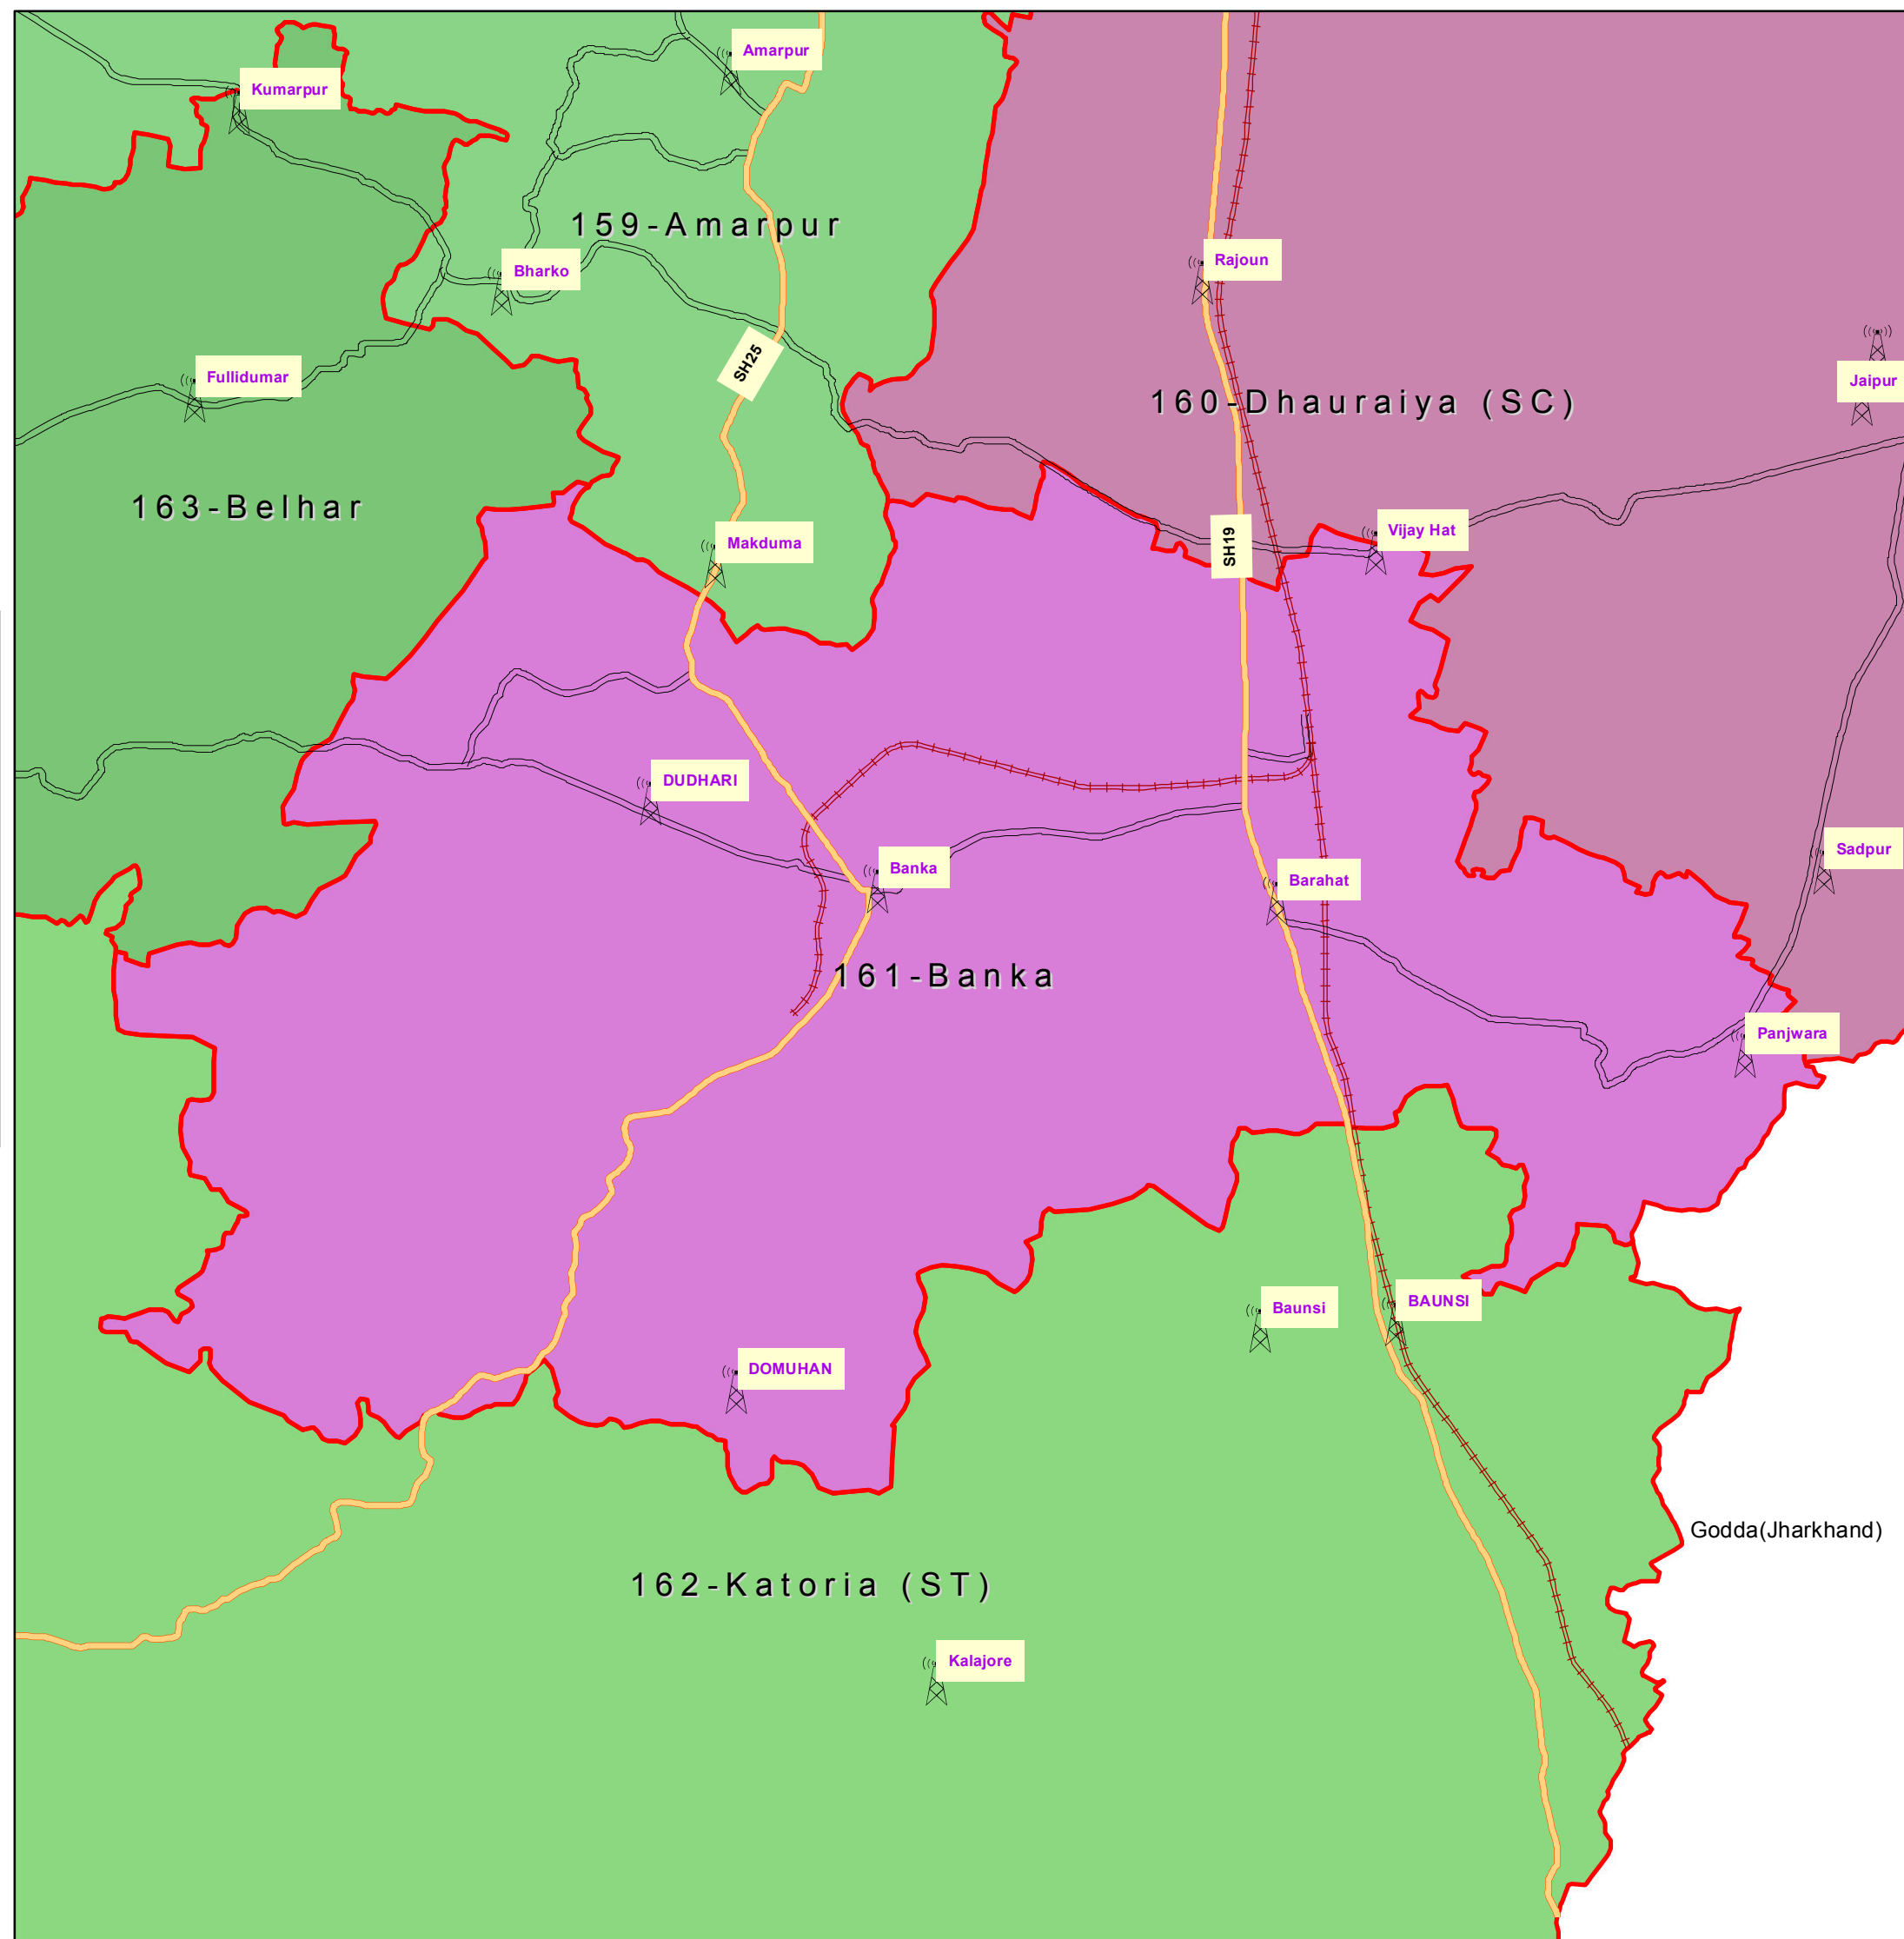 Amarpur
Kumarpur
159-Amarpur
Rajoun
Bharko
SH25
Fullidumar
Jaipur
160-Dhauraiya (SC)
163-Belhar
Makduma
SH19
Vijay Hat
DUDHARI
Banka
Barahat
Sadpur
161-Banka
Panjwara
Baunsi
BAUNSI
DOMUHAN
Godda(Jharkhand)
162-Katoria (ST)
Kalajore